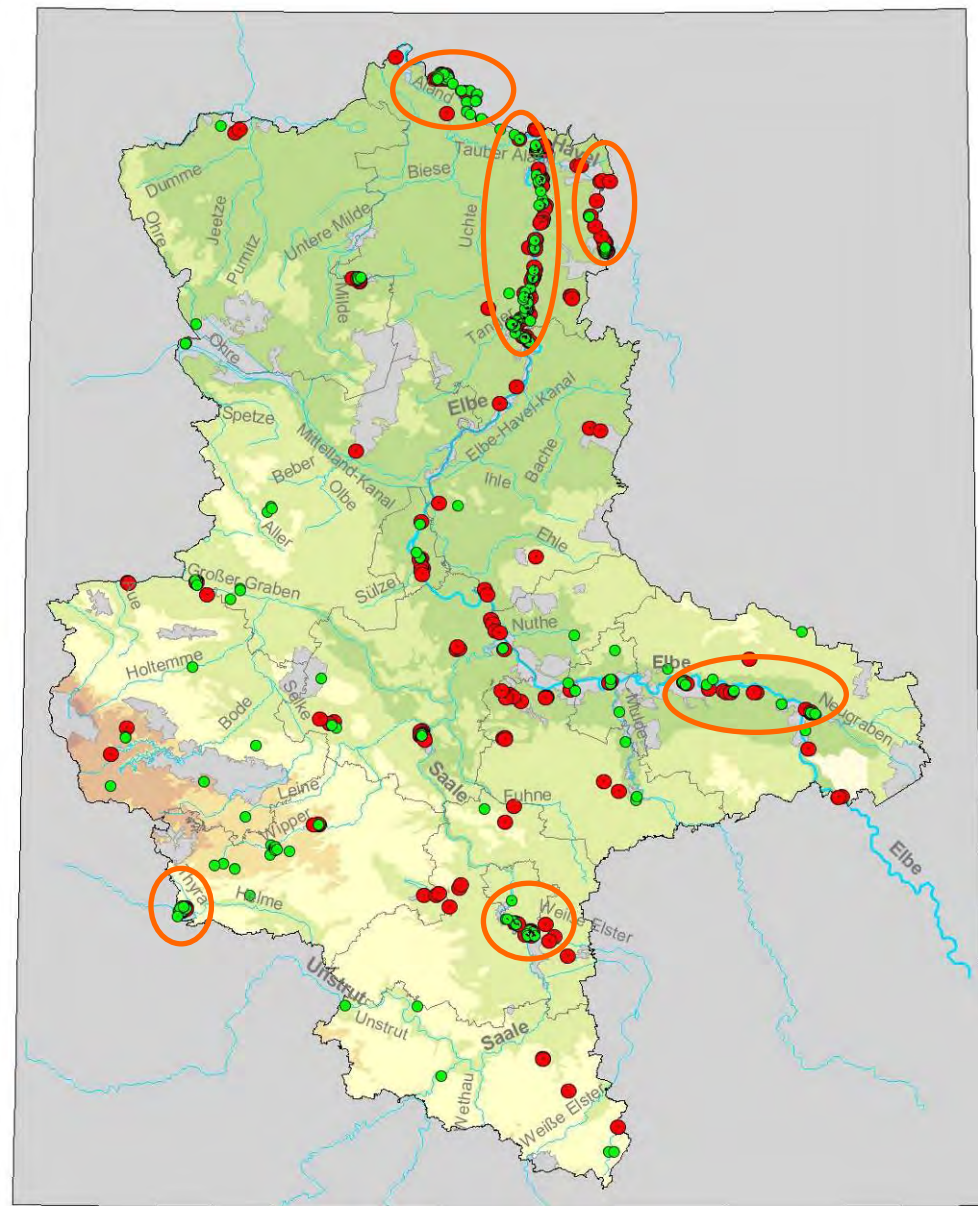 Aland
Tauber Aland
Havel
Dumme
Biese
Jeetze
Purnitz
Ohre
Untere Milde
Uchte
Milde
Tanger
Ohre
Elbe
Spetze
Elbe-Havel-Kanal
Mittelland-Kanal
Bache
Beber
Ihle
Olbe
Aller
Ehle
Großer Graben
Sülze
Ilue
Nuthe
Holtemme
Elbe
Selke
Bode
Mulde
Neugraben
Saale
Leine
Fuhne
Wipper
Elbe
Thyra
Helme
Weiße Elster
Unstrut
Unstrut
Saale
Wethau
Weiße Elster